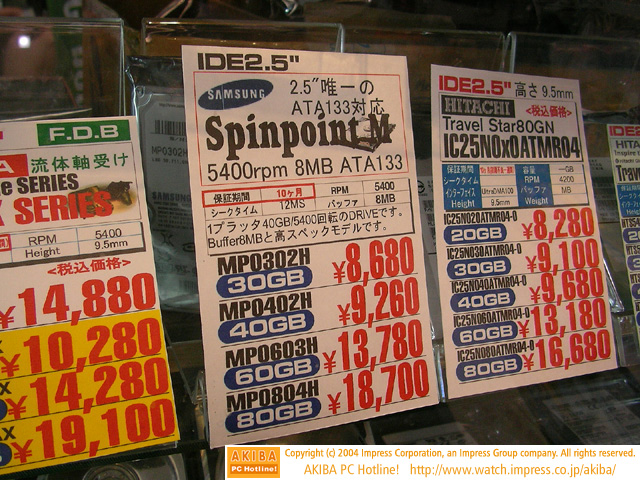 F.D.B
流体軸受け
SERIES
X SERIES
RPM 5400
Height 9.5mm
<税込価格>
¥14,880
10,280
14,280
19,100
IDE2.5"
SAMSUNG
2.5"唯一の
ATA133対応
Spinpoint M
5400rpm 8MB ATA133
保証期間 10ヶ月 RPM 5400
シークタイム 12MS バッファ 8MB
1プラッタ40GB/5400回転のDRIVEです。
Buffer8MBと高スペックモデルです。
MP0302H
30GB ¥8,680
MP0402H
40GB ¥9,260
MP0603H
60GB ¥13,780
MP0804H
80GB ¥18,700
IDE2.5" 高さ 9.5mm
HITACHI <税込価格>
Travel Star80GN
IC25N0x0ATMR04
保証期間 容量 --GB
シークタイム RPM 4200
インターフェイス UltraDMA100 バッファ MB
Height 9.5mm
IC25N020ATMR04-0
20GB ¥8,280
IC25N030ATMR04-0
30GB ¥9,100
IC25N040ATMR04-0
40GB ¥9,680
IC25N060ATMR04-0
60GB ¥13,180
IC25N080ATMR04-0
80GB ¥16,680
IDE2.5"
HITA
Trave
AKIBA
PC Hotline!
Copyright (c) 2004 Impress Corporation, an Impress Group company. All rights reserved.
AKIBA PC Hotline! http://www.watch.impress.co.jp/akiba/